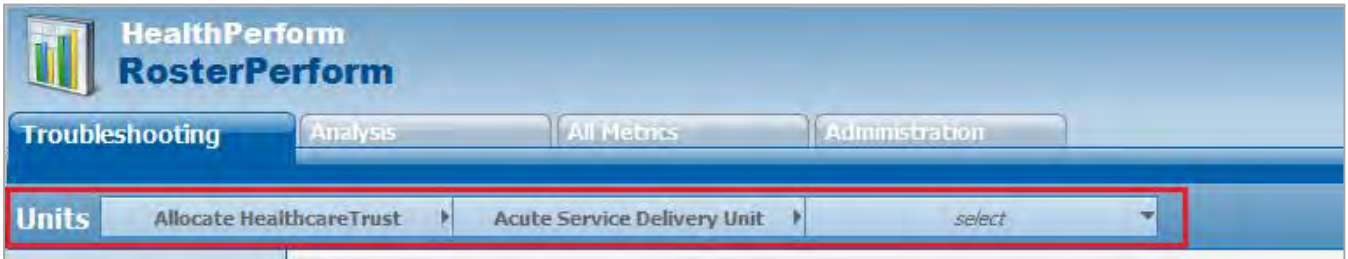 HealthPerform
RosterPerform
Troubleshooting Analysis All Metrics Administration
Units Allocate HealthcareTrust Acute Service Delivery Unit select